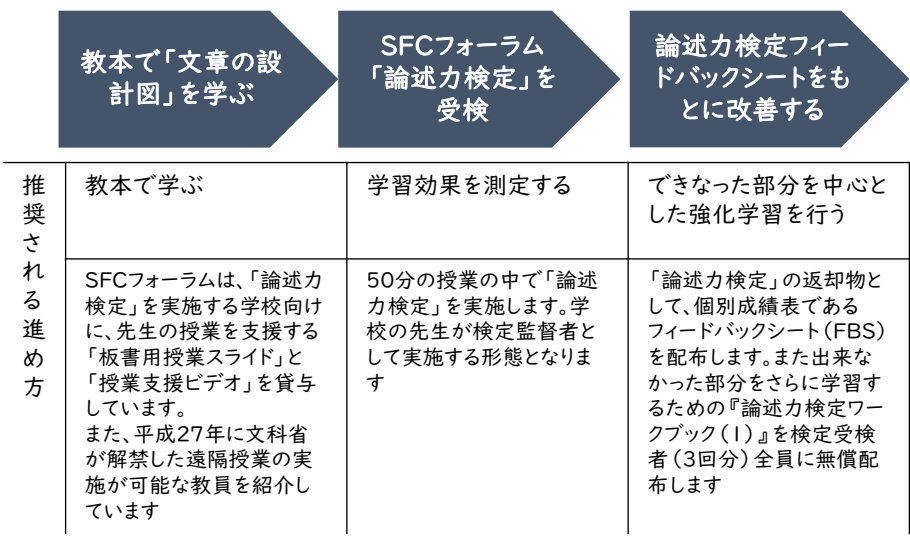 教本で「文章の設
計図」を学ぶ
SFCフォーラム
「論述力検定」を
受検
論述力検定フィー
ドバックシートをも
とに改善する
推奨される進め方
教本で学ぶ
学習効果を測定する
できなった部分を中心と
した強化学習を行う
SFCフォーラムは、「論述力
検定」を実施する学校向け
に、先生の授業を支援する
「板書用授業スライド」と
「授業支援ビデオ」を貸与
しています。
また、平成27年に文科省
が解禁した遠隔授業の実
施が可能な教員を紹介し
ています
50分の授業の中で「論述
力検定」を実施します。学
校の先生が検定監督者と
して実施する形態となりま
す
「論述力検定」の返却物と
して、個別成績表である
フィードバックシート(FBS)
を配布します。また出来な
かった部分をさらに学習す
るための『論述力検定ワー
クブック(1)』を検定受検
者(3回分)全員に無償配
布します